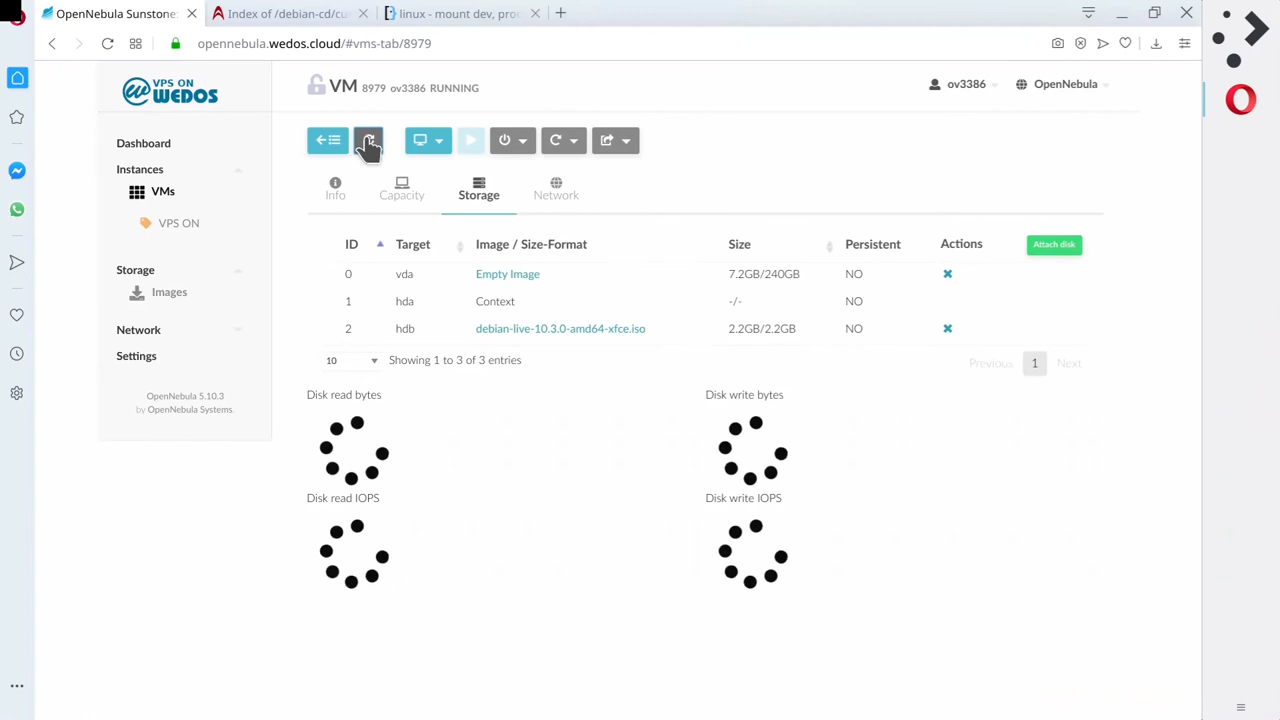 OpenNebula Sunstone:
Index of /debian-cd/cu
linux - mount dev, pro
opennebula.wedos.cloud/#vms-tab/8979
VPS ON
WEDOS
VM 8979 ov3386 RUNNING
ov3386
OpenNebula
Dashboard
Instances
VMs
VPS ON
Storage
Images
Network
Settings
OpenNebula 5.10.3
by OpenNebula Systems.
Info
Capacity
Storage
Network
ID Target Image / Size-Format Size Persistent Actions Attach disk
0 vda Empty Image 7.2GB/240GB NO
1 hda Context -/- NO
2 hdb debian-live-10.3.0-amd64-xfce.iso 2.2GB/2.2GB NO
10 Showing 1 to 3 of 3 entries Previous 1 Next
Disk read bytes
Disk write bytes
Disk read IOPS
Disk write IOPS